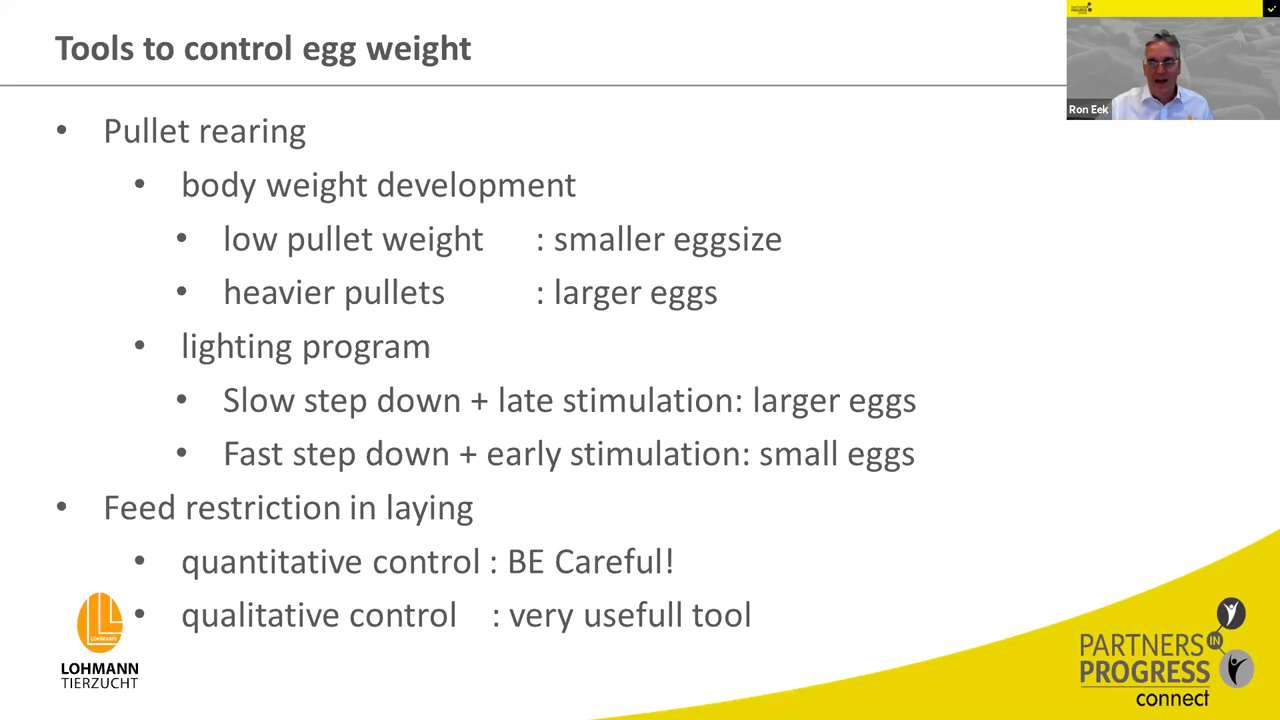 Tools to control egg weight
Ron Eek
• Pullet rearing
• body weight development
• low pullet weight : smaller eggsize
• heavier pullets : larger eggs
• lighting program
• Slow step down + late stimulation: larger eggs
• Fast step down + early stimulation: small eggs
• Feed restriction in laying
• quantitative control : BE Careful!
• qualitative control : very usefull tool
LOHMANN
LOHMANN
TIERZUCHT
PARTNERS IN
PROGRESS
connect